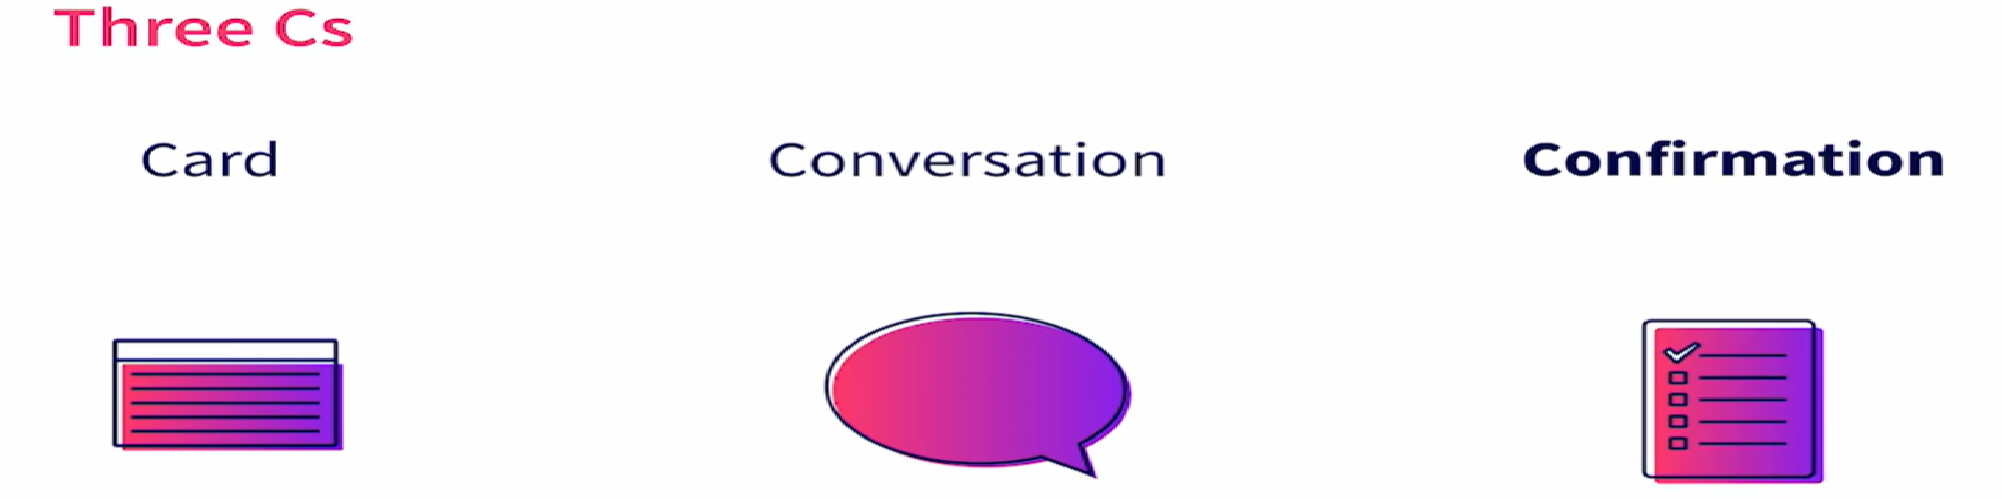 Three Cs
Card
Conversation
Confirmation